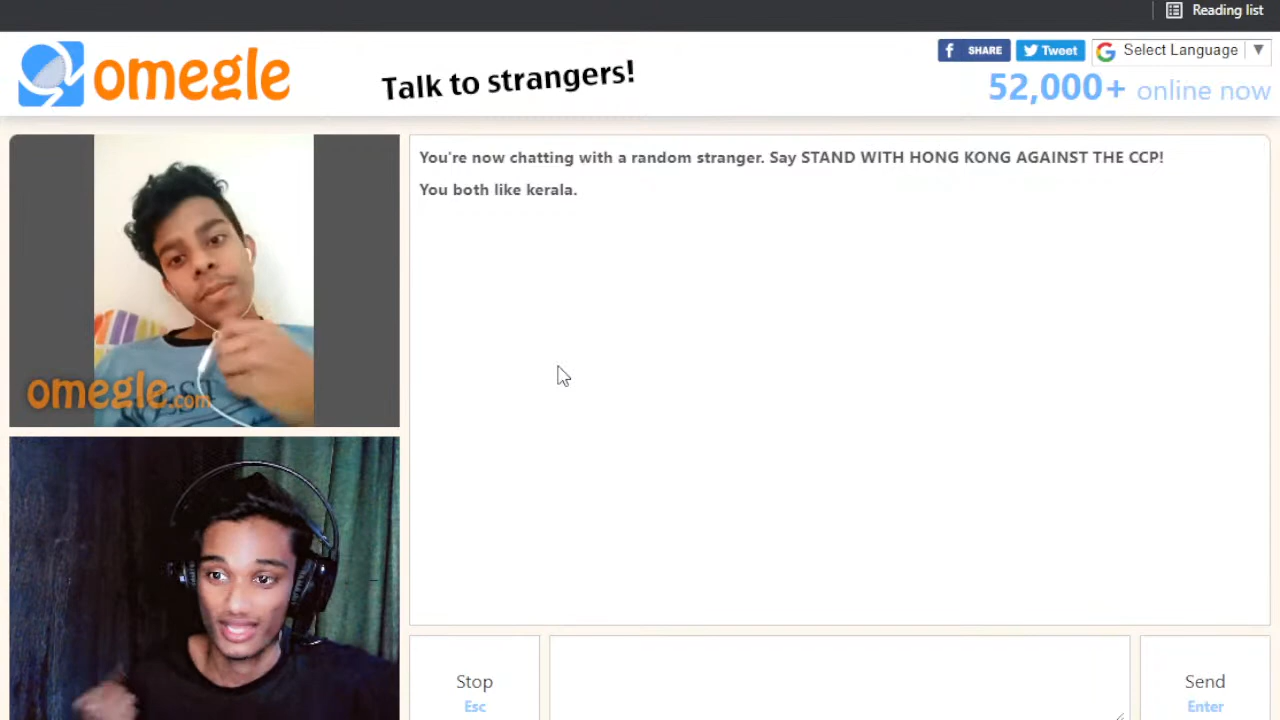 Reading list
omegle
Talk to strangers!
SHARE
Tweet
Select Language
52,000+ online now
You're now chatting with a random stranger. Say STAND WITH HONG KONG AGAINST THE CCP!
You both like kerala.
omegle.com
Stop
Esc
Send
Enter